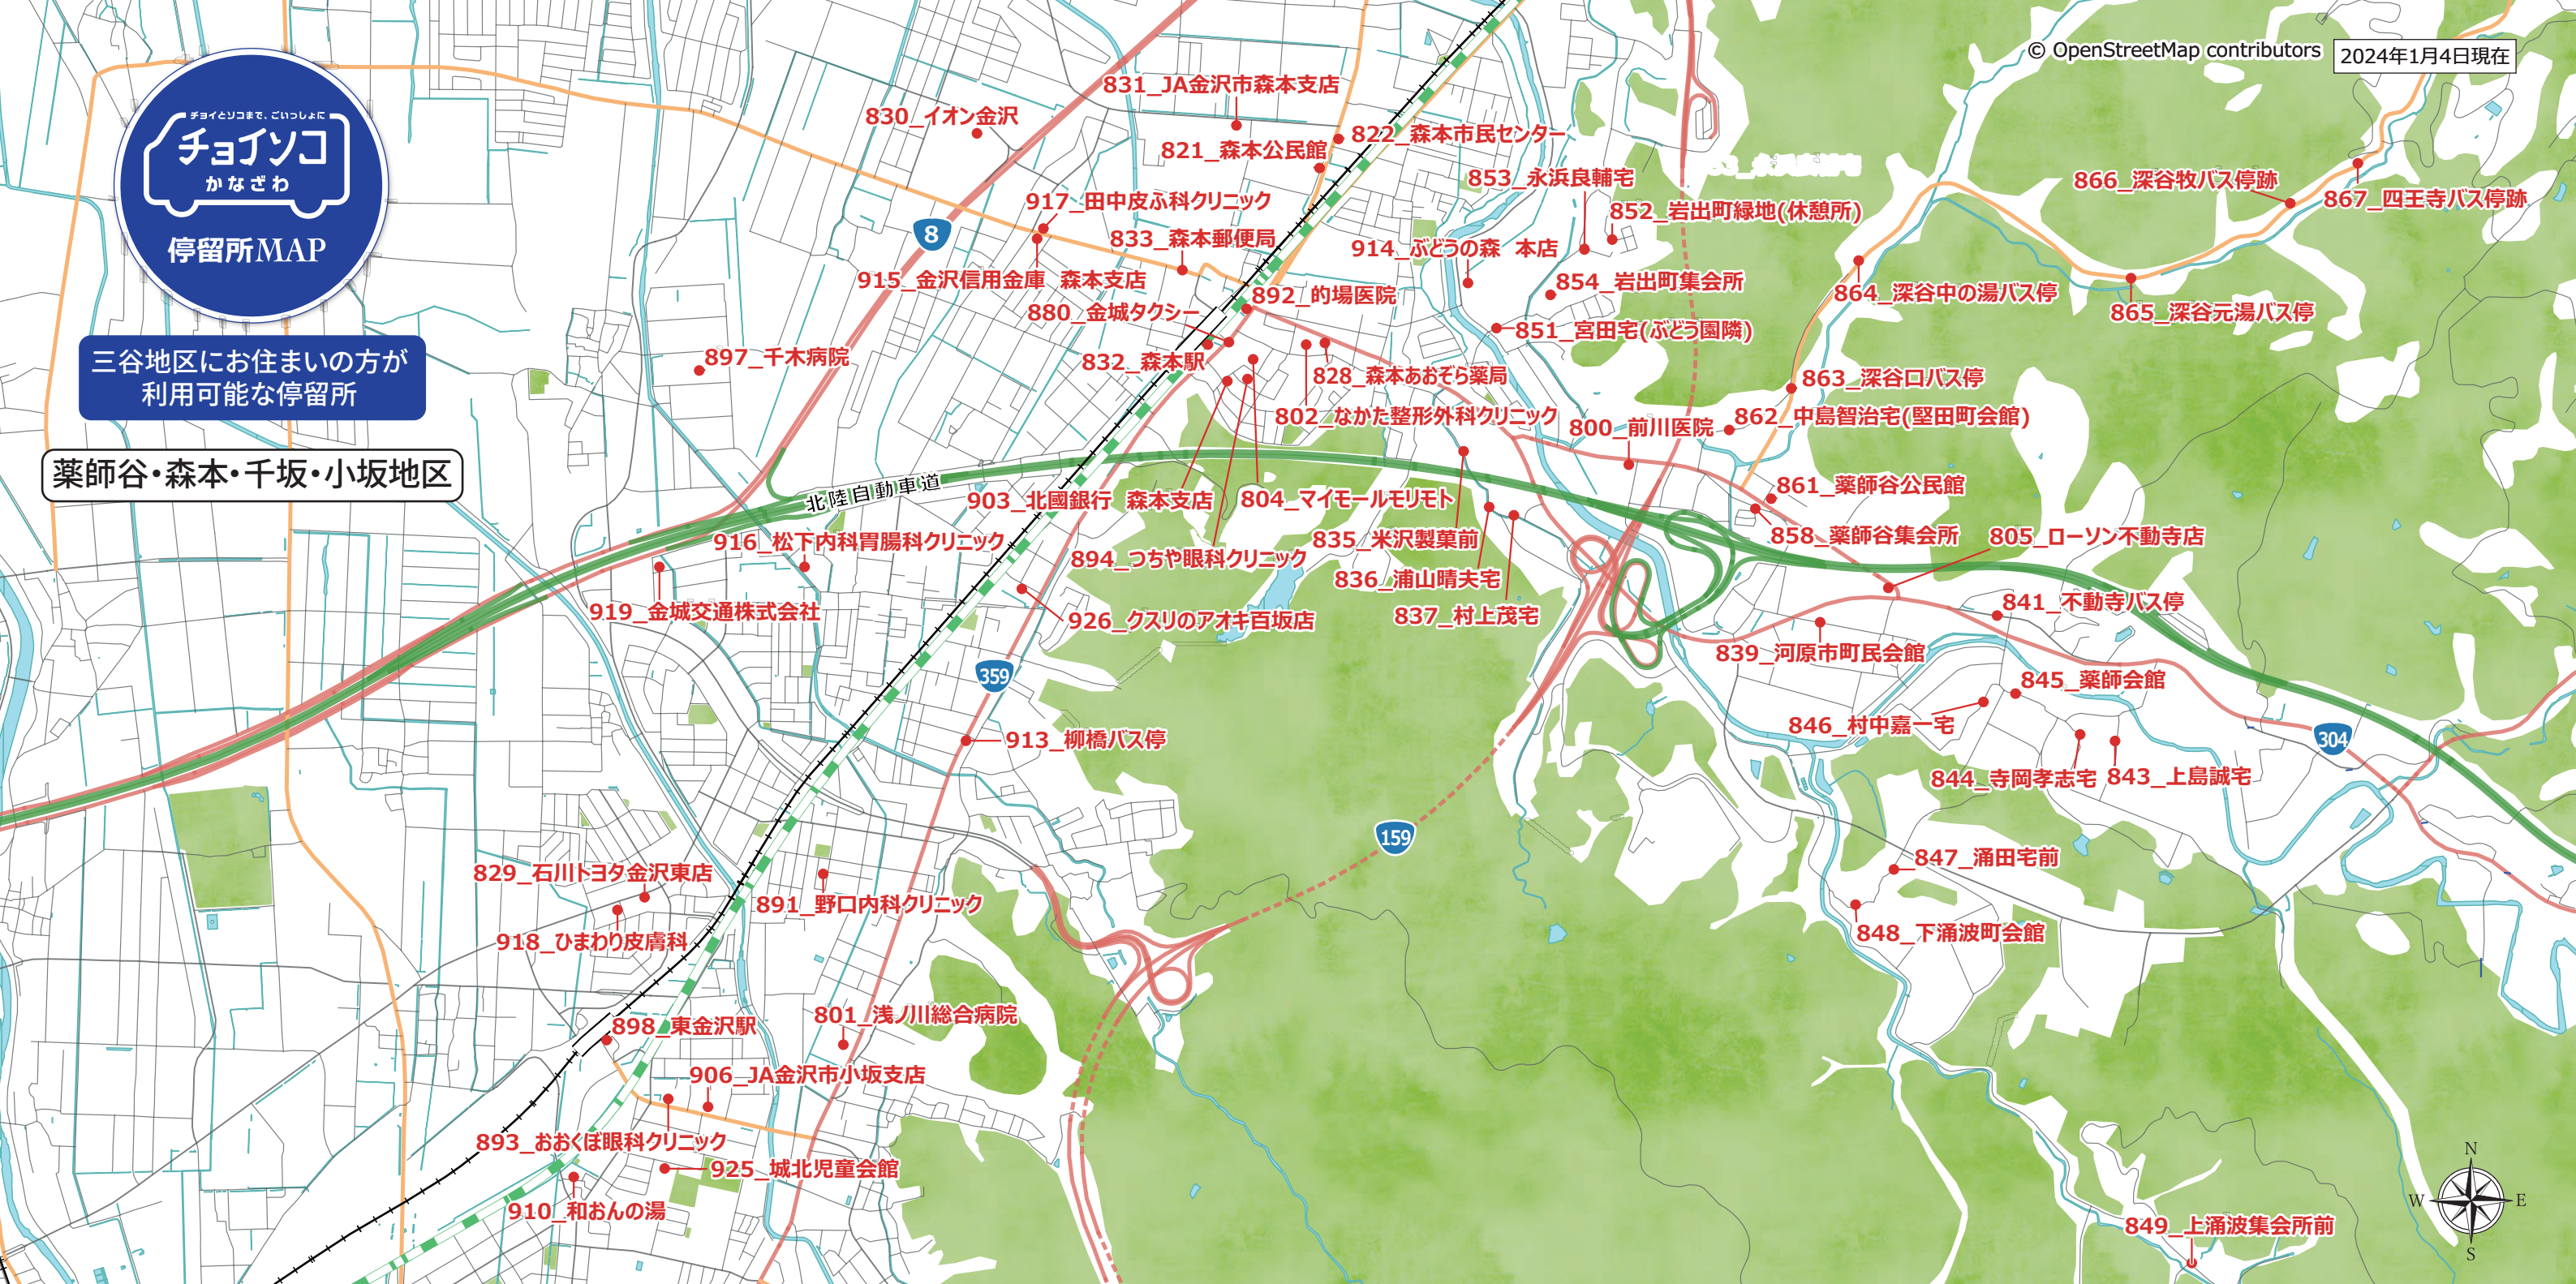 © OpenStreetMap contributors
2024年1月4日現在
チョイとソコまで、ごいっしょに
チョイソコ
かなざわ
停留所MAP
三谷地区にお住まいの方が
利用可能な停留所
薬師谷・森本・千坂・小坂地区
831_JA金沢市森本支店
830_イオン金沢
822_森本市民センター
821_森本公民館
853_永浜良輔宅
866_深谷牧バス停跡
867_四王寺バス停跡
917_田中皮ふ科クリニック
852_岩出町緑地(休憩所)
8
833_森本郵便局
914_ぶどうの森 本店
915_金沢信用金庫 森本支店
854_岩出町集会所
892_的場医院
864_深谷中の湯バス停
880_金城タクシー
865_深谷元湯バス停
851_宮田宅(ぶどう園隣)
897_千木病院
832_森本駅
828_森本あおぞら薬局
863_深谷口バス停
802_なかた整形外科クリニック
862_中島智治宅(堅田町会館)
800_前川医院
北陸自動車道
903_北國銀行 森本支店
804_マイモールモリモト
861_薬師谷公民館
916_松下内科胃腸科クリニック
835_米沢製菓前
858_薬師谷集会所
805_ローソン不動寺店
894_つちや眼科クリニック
836_浦山晴夫宅
919_金城交通株式会社
926_クスリのアオキ百坂店
837_村上茂宅
841_不動寺バス停
839_河原市町民会館
359
845_薬師会館
846_村中嘉一宅
913_柳橋バス停
304
844_寺岡孝志宅
843_上島誠宅
159
847_涌田宅前
829_石川トヨタ金沢東店
891_野口内科クリニック
848_下涌波町会館
918_ひまわり皮膚科
801_浅ノ川総合病院
898_東金沢駅
906_JA金沢市小坂支店
893_おおくぼ眼科クリニック
925_城北児童会館
910_和おんの湯
849_上涌波集会所前
N
W
E
S